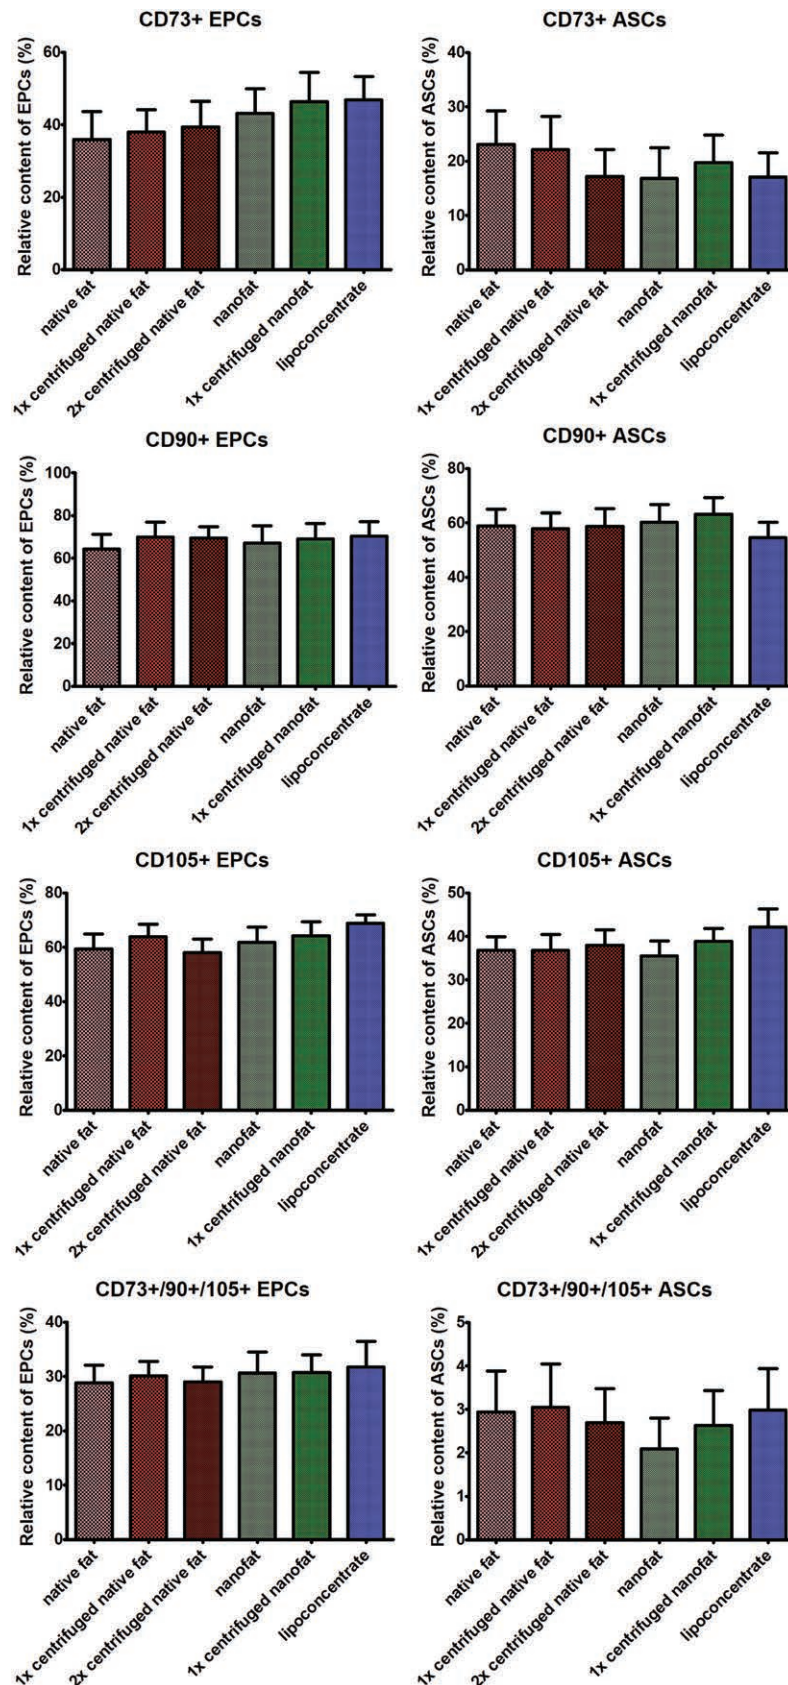 CD73+ EPCs
Relative content of EPCs (%)
60
40
20
0
native fat
1x centrifuged native fat
2x centrifuged native fat
nanofat
1x centrifuged nanofat
lipoconcentrate
CD73+ ASCs
Relative content of ASCs (%)
40
30
20
10
0
native fat
1x centrifuged native fat
2x centrifuged native fat
nanofat
1x centrifuged nanofat
lipoconcentrate
CD90+ EPCs
Relative content of EPCs (%)
100
80
60
40
20
0
native fat
1x centrifuged native fat
2x centrifuged native fat
nanofat
1x centrifuged nanofat
lipoconcentrate
CD90+ ASCs
Relative content of ASCs (%)
80
60
40
20
0
native fat
1x centrifuged native fat
2x centrifuged native fat
nanofat
1x centrifuged nanofat
lipoconcentrate
CD105+ EPCs
Relative content of EPCs (%)
80
60
40
20
0
native fat
1x centrifuged native fat
2x centrifuged native fat
nanofat
1x centrifuged nanofat
lipoconcentrate
CD105+ ASCs
Relative content of ASCs (%)
50
40
30
20
10
0
native fat
1x centrifuged native fat
2x centrifuged native fat
nanofat
1x centrifuged nanofat
lipoconcentrate
CD73+/90+/105+ EPCs
Relative content of EPCs (%)
40
30
20
10
0
native fat
1x centrifuged native fat
2x centrifuged native fat
nanofat
1x centrifuged nanofat
lipoconcentrate
CD73+/90+/105+ ASCs
Relative content of ASCs (%)
5
4
3
2
1
0
native fat
1x centrifuged native fat
2x centrifuged native fat
nanofat
1x centrifuged nanofat
lipoconcentrate